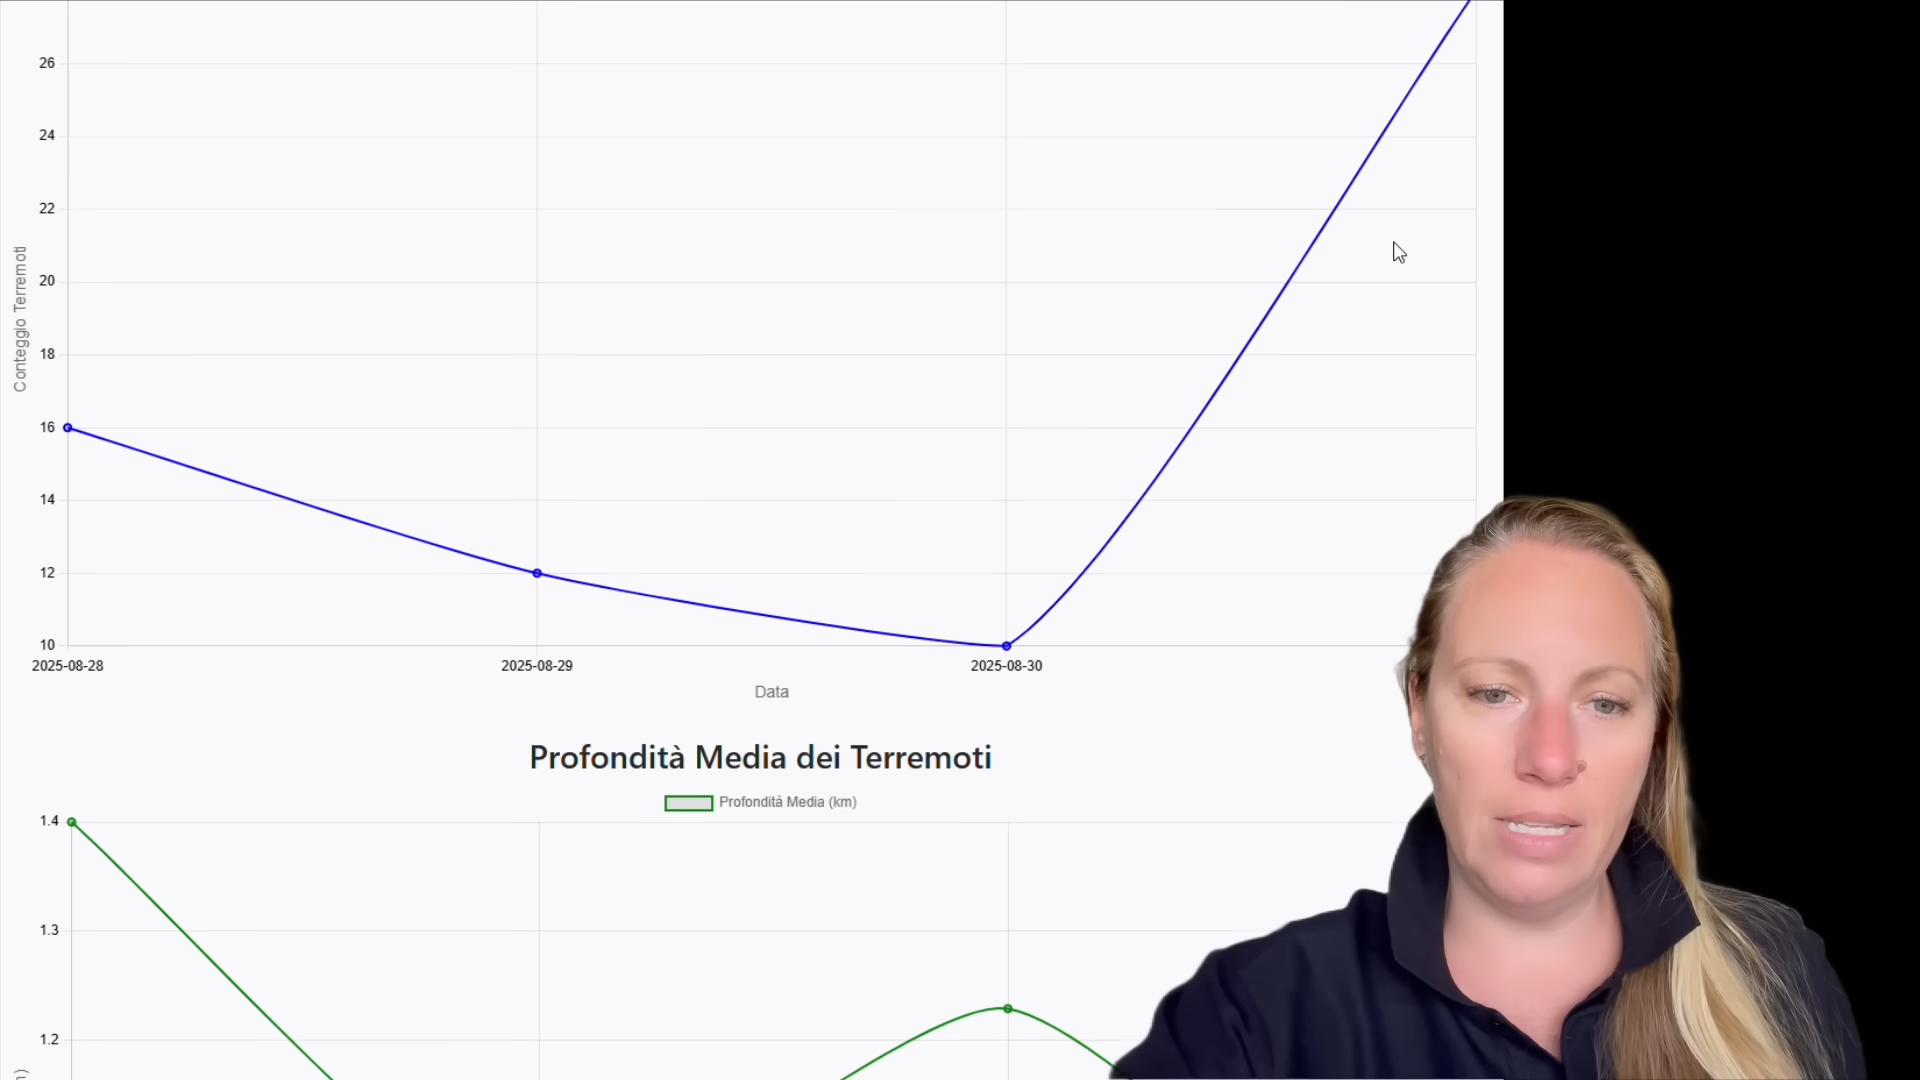 26
24
22
20
18
16
14
12
10
Conteggio Terremoti
2025-08-28 2025-08-29 2025-08-30
Data
Profondità Media dei Terremoti
Profondità Media (km)
1.4
1.3
1.2